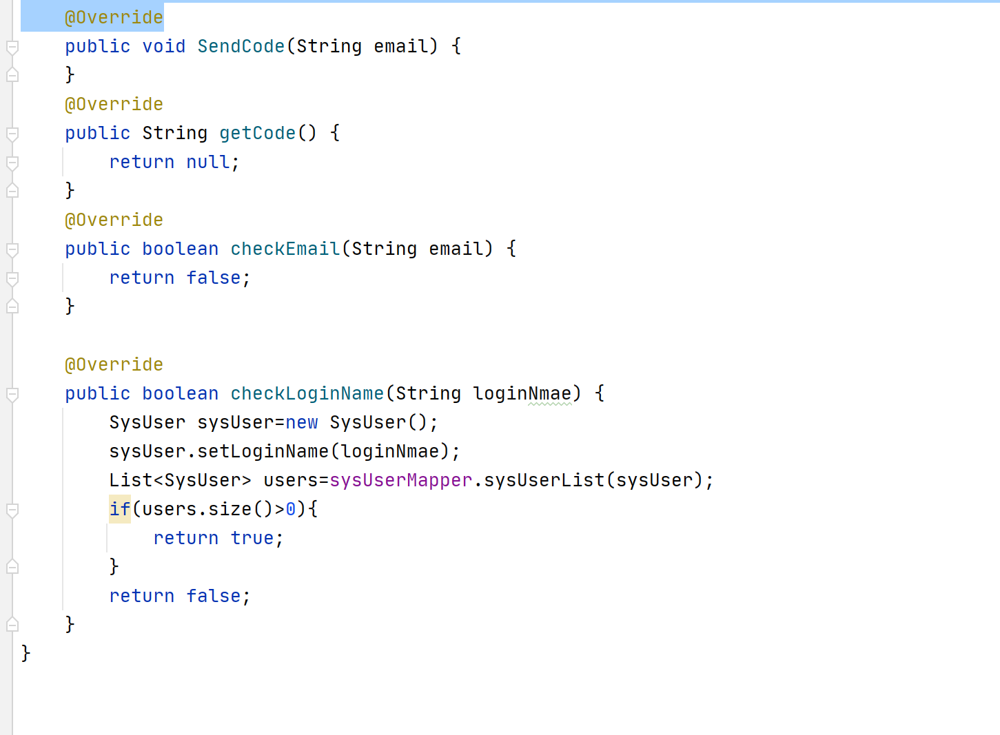 @Override
public void SendCode(String email) {
}
@Override
public String getCode() {
return null;
}
@Override
public boolean checkEmail(String email) {
return false;
}
@Override
public boolean checkLoginName(String loginNmae) {
SysUser sysUser=new SysUser();
sysUser.setLoginName(loginNmae);
List<SysUser> users=sysUserMapper.sysUserList(sysUser);
if(users.size()>0){
return true;
}
return false;
}
}